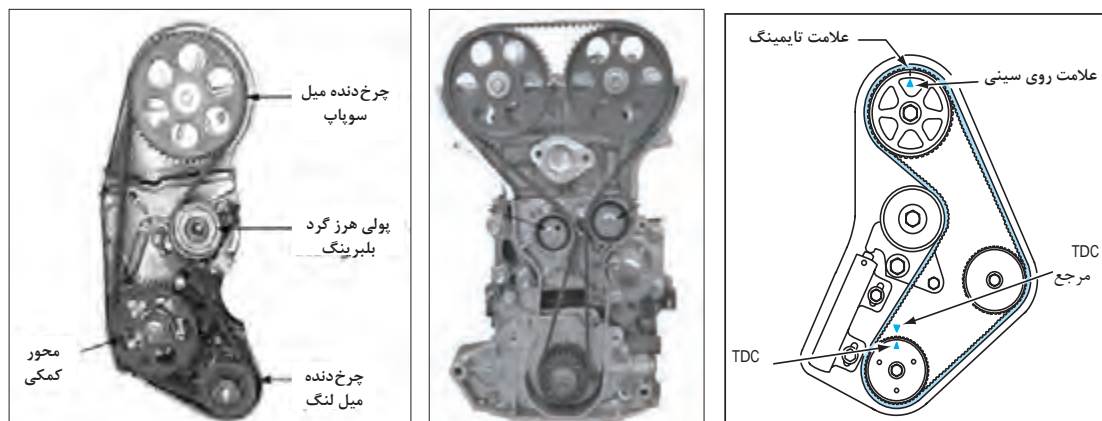 چرخ‌دنده میل
سوپاپ
پولی هرز گرد
بلبرینگ
محور
کمکی
چرخ‌دنده
میل لنگ
علامت تایمینگ
علامت روی سینی
TDC
مرجع
TDC